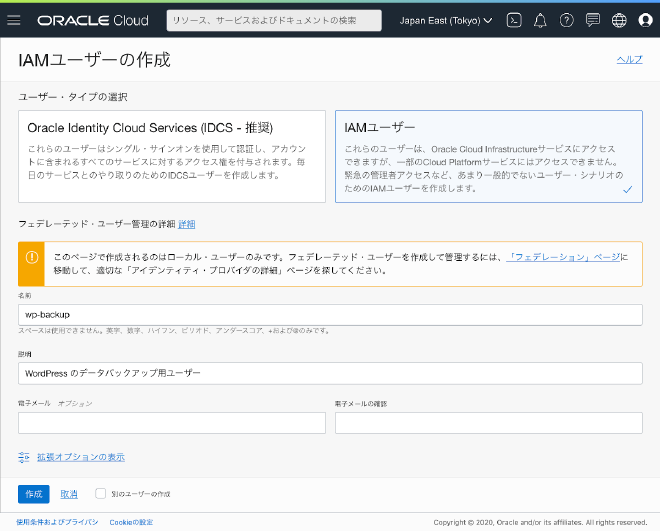 ORACLE Cloud
リソース、サービスおよびドキュメントの検索
Japan East (Tokyo)
IAMユーザーの作成
ヘルプ
ユーザー・タイプの選択
Oracle Identity Cloud Services (IDCS - 推奨)
これらのユーザーはシングル・サインオンを使用して認証し、アカウ
ントに含まれるすべてのサービスに対するアクセス権を付与されます。毎
日のサービスとのやり取りのためのIDCSユーザーを作成します。
IAMユーザー
これらのユーザーは、Oracle Cloud Infrastructureサービスにアクセス
できますが、一部のCloud Platformサービスにはアクセスできません。
緊急の管理者アクセスなど、あまり一般的でないユーザー・シナリオ
のためのIAMユーザーを作成します。
フェデレーテッド・ユーザー管理の詳細 詳細
このページで作成されるのはローカル・ユーザーのみです。フェデレーテッド・ユーザーを作成して管理するには、「フェデレーション」ページに
移動して、適切な「アイデンティティ・プロバイダの詳細」ページを探してください。
名前
wp-backup
スペースは使用できません。英字、数字、ハイフン、ピリオド、アンダースコア、+および@のみです。
説明
WordPress のデータバックアップ用ユーザー
電子メール オプション
電子メールの確認
拡張オプションの表示
作成 取消 別のユーザーの作成
使用条件およびプライバシ Cookieの設定
Copyright © 2020, Oracle and/or its affiliates. All rights reserved.